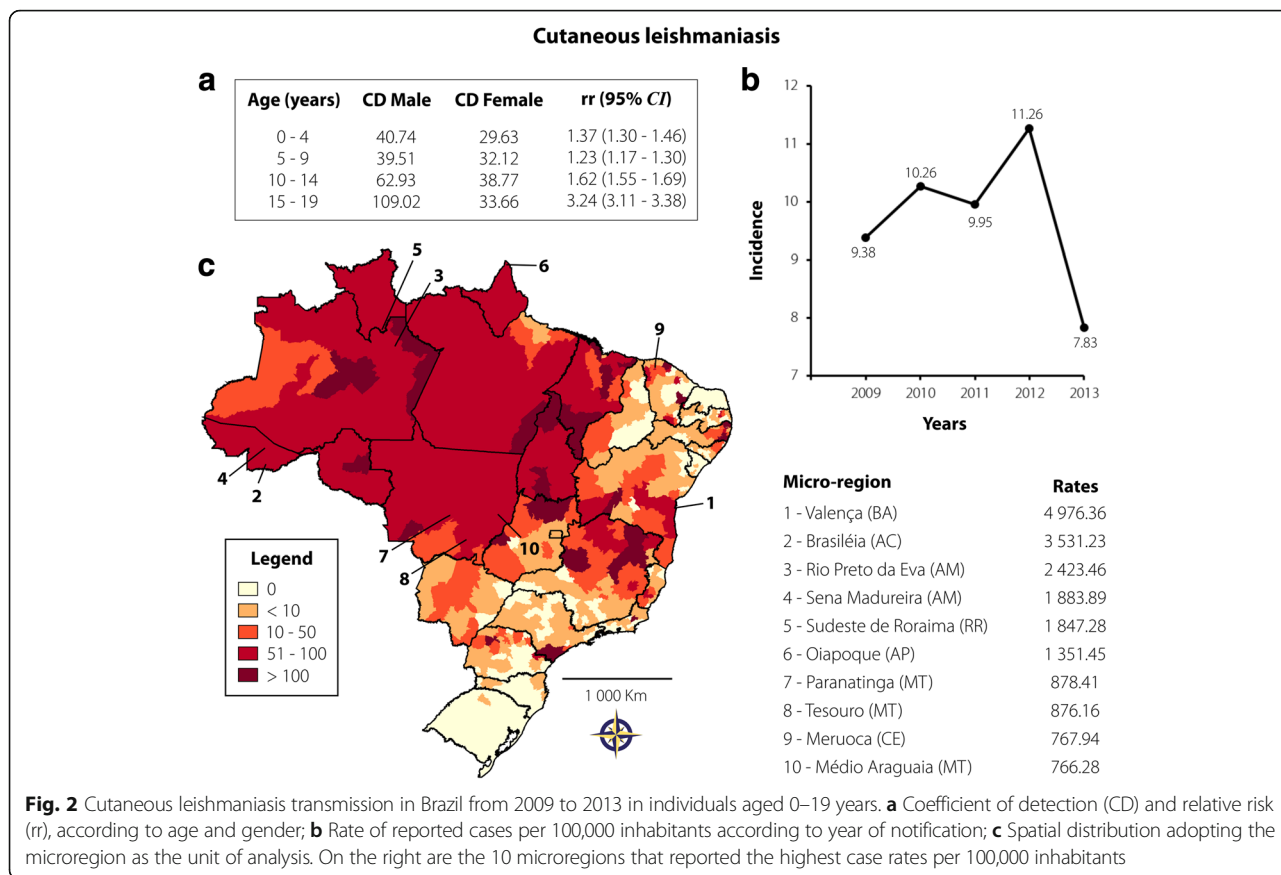 Cutaneous leishmaniasis
a
Age (years) CD Male CD Female rr (95% CI)
0 - 4 40.74 29.63 1.37 (1.30 - 1.46)
5 - 9 39.51 32.12 1.23 (1.17 - 1.30)
10 - 14 62.93 38.77 1.62 (1.55 - 1.69)
15 - 19 109.02 33.66 3.24 (3.11 - 3.38)
b
Incidence
12
11
10
9
8
7
9.38
10.26
9.95
11.26
7.83
2009 2010 2011 2012 2013
Years
c
5
3
6
9
4
2
1
7
8
10
Legend
0
< 10
10 - 50
51 - 100
> 100
1 000 Km
Micro-region Rates
1 - Valença (BA) 4 976.36
2 - Brasiléia (AC) 3 531.23
3 - Rio Preto da Eva (AM) 2 423.46
4 - Sena Madureira (AM) 1 883.89
5 - Sudeste de Roraima (RR) 1 847.28
6 - Oiapoque (AP) 1 351.45
7 - Paranatinga (MT) 878.41
8 - Tesouro (MT) 876.16
9 - Meruoca (CE) 767.94
10 - Médio Araguaia (MT) 766.28
Fig. 2 Cutaneous leishmaniasis transmission in Brazil from 2009 to 2013 in individuals aged 0–19 years. a Coefficient of detection (CD) and relative risk
(rr), according to age and gender; b Rate of reported cases per 100,000 inhabitants according to year of notification; c Spatial distribution adopting the
microregion as the unit of analysis. On the right are the 10 microregions that reported the highest case rates per 100,000 inhabitants